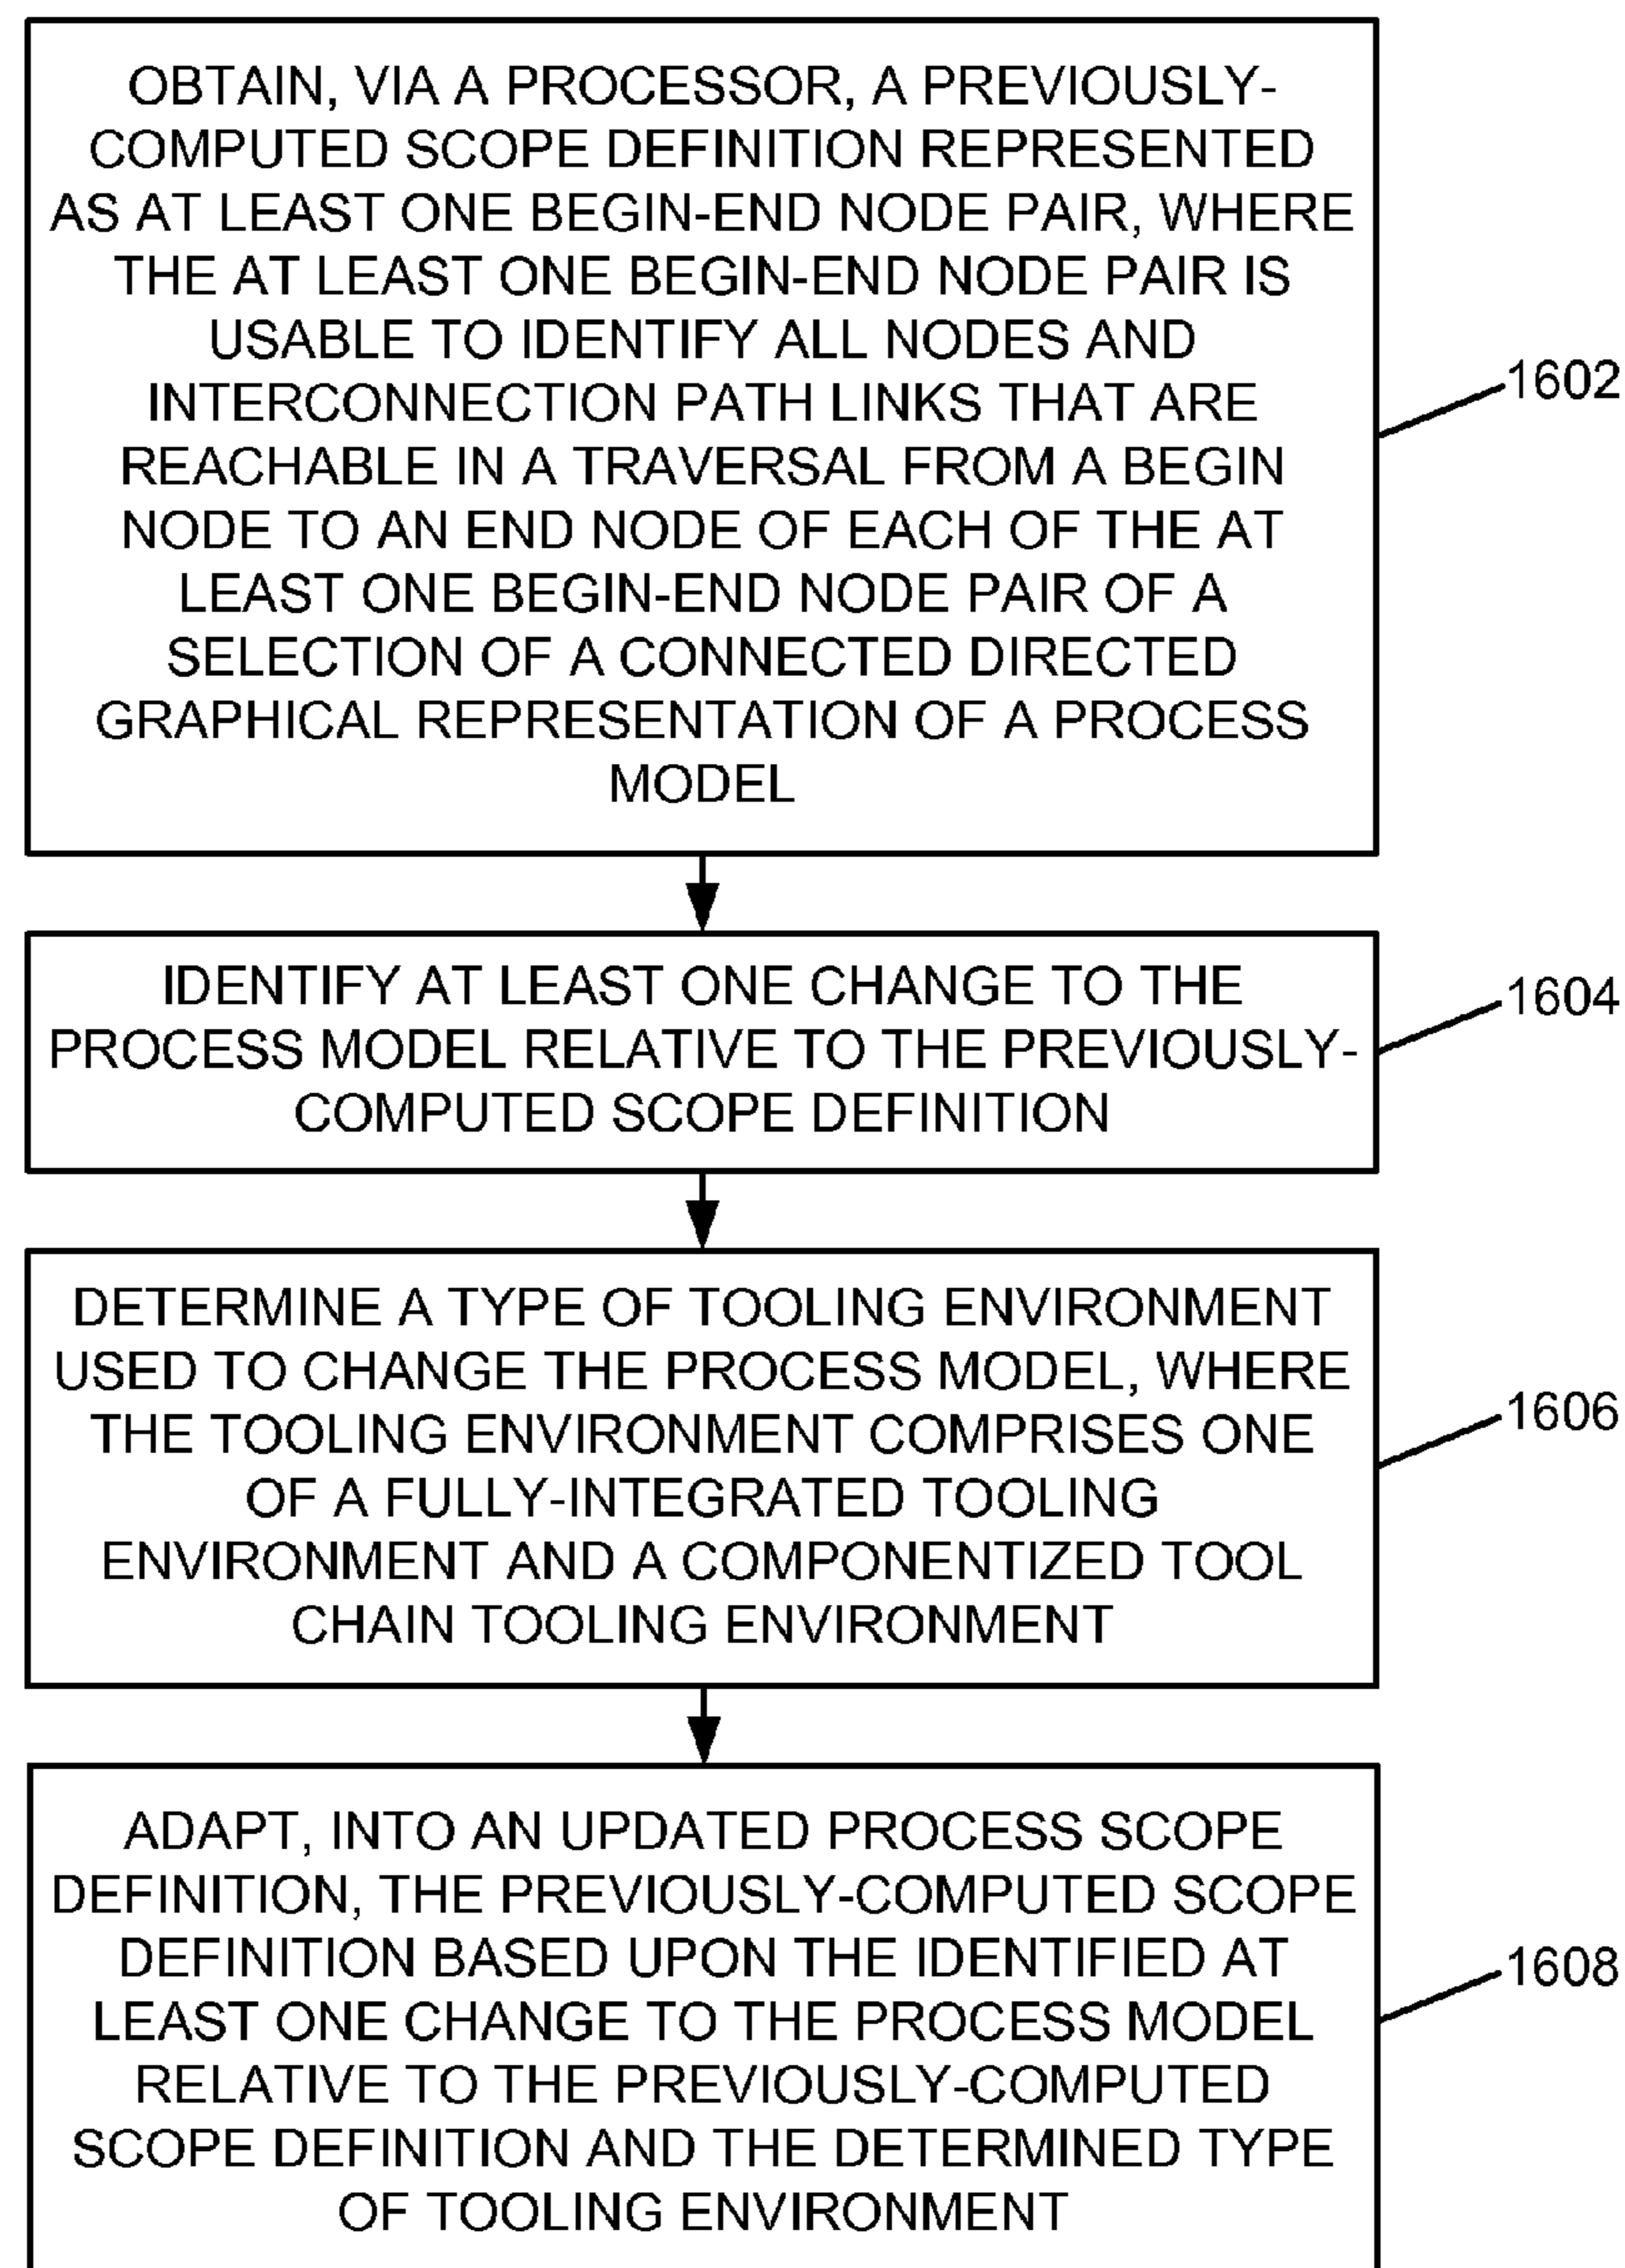 OBTAIN, VIA A PROCESSOR, A PREVIOUSLY-
COMPUTED SCOPE DEFINITION REPRESENTED
AS AT LEAST ONE BEGIN-END NODE PAIR, WHERE
THE AT LEAST ONE BEGIN-END NODE PAIR IS
USABLE TO IDENTIFY ALL NODES AND
INTERCONNECTION PATH LINKS THAT ARE
REACHABLE IN A TRAVERSAL FROM A BEGIN
NODE TO AN END NODE OF EACH OF THE AT
LEAST ONE BEGIN-END NODE PAIR OF A
SELECTION OF A CONNECTED DIRECTED
GRAPHICAL REPRESENTATION OF A PROCESS
MODEL
1602
IDENTIFY AT LEAST ONE CHANGE TO THE
PROCESS MODEL RELATIVE TO THE PREVIOUSLY-
COMPUTED SCOPE DEFINITION
1604
DETERMINE A TYPE OF TOOLING ENVIRONMENT
USED TO CHANGE THE PROCESS MODEL, WHERE
THE TOOLING ENVIRONMENT COMPRISES ONE
OF A FULLY-INTEGRATED TOOLING
ENVIRONMENT AND A COMPONENTIZED TOOL
CHAIN TOOLING ENVIRONMENT
1606
ADAPT, INTO AN UPDATED PROCESS SCOPE
DEFINITION, THE PREVIOUSLY-COMPUTED SCOPE
DEFINITION BASED UPON THE IDENTIFIED AT
LEAST ONE CHANGE TO THE PROCESS MODEL
RELATIVE TO THE PREVIOUSLY-COMPUTED
SCOPE DEFINITION AND THE DETERMINED TYPE
OF TOOLING ENVIRONMENT
1608